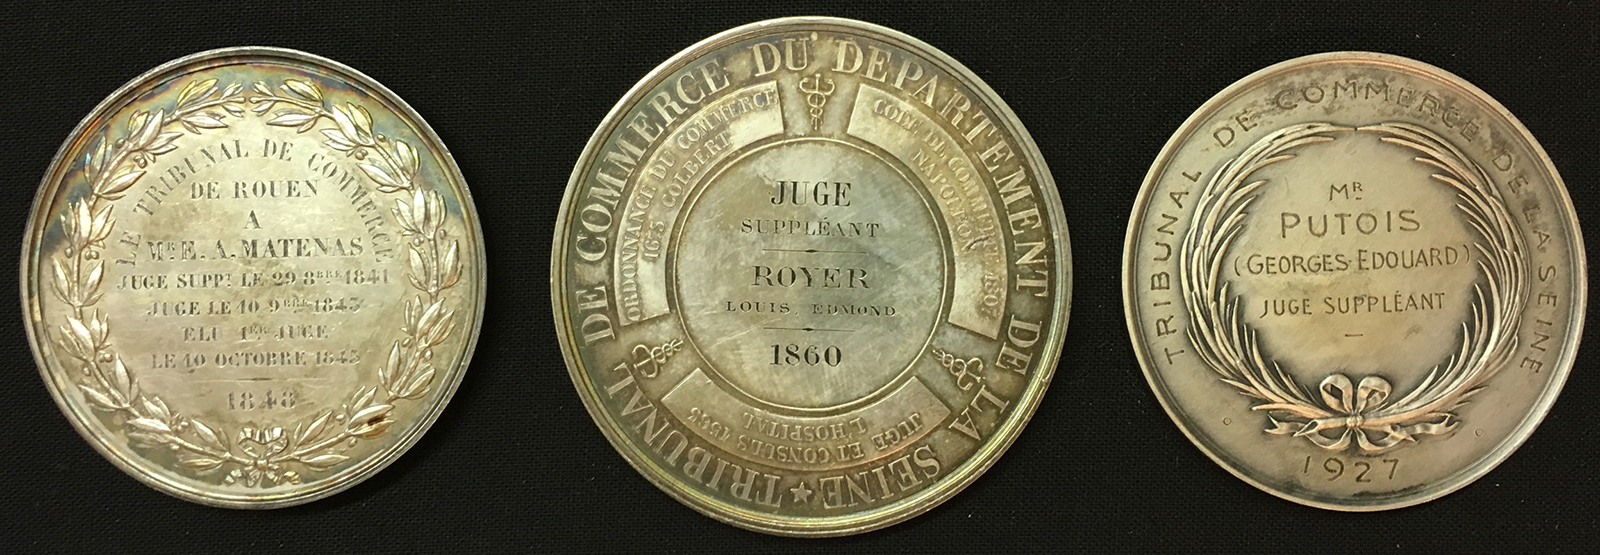 LE TRIBUNAL DE COMMERCE
DE ROUEN
A
MR E. A. MATENAS
JUGE SUPPT LE 29 8BRE 1841
JUGE LE 10 9BRE 1843
ELU 1ER JUGE
LE 10 OCTOBRE 1845
1848
TRIBUNAL DE COMMERCE DU DEPARTEMENT DE LA SEINE ★
ORDONNANCE DU COMMERCE
1673 COLBERT
CODE DE COMMERCE 1807
NAPOLÉON
JUGE ET CONSULS 1563
L'HOSPITAL
JUGE
SUPPLÉANT
ROYER
LOUIS, EDMOND
1860
TRIBUNAL DE COMMERCE DE LA SEINE
MR
PUTOIS
(GEORGES-EDOUARD)
JUGE SUPPLÉANT
1927